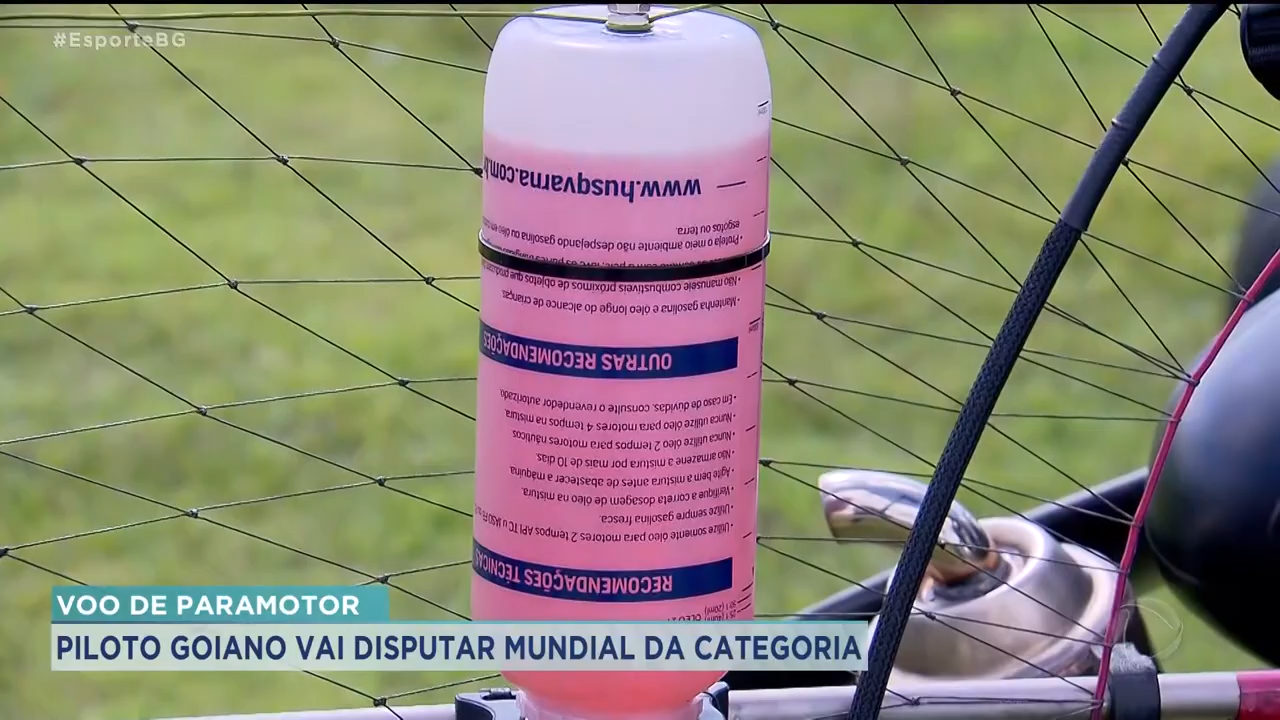 #EsporteBG
www.husqvarna.com.
esgotos ou terra.
• Proteja o meio ambiente não despejando gasolina ou óleo em
• Não manuseie combustíveis próximos de objetos que
• Mantenha gasolina e óleo longe do alcance de crianças.
OUTRAS RECOMENDAÇÕES
• Em caso de dúvidas, consulte o revendedor autorizado.
• Nunca utilize óleo para motores 4 tempos na mistura.
• Nunca utilize óleo 2 tempos para motores náuticos
• Não armazene a mistura por mais de 10 dias.
• Agite bem a mistura antes de abastecer a máquina
• Verifique a correta dosagem de óleo na mistura
• Utilize sempre gasolina fresca.
• Utilize somente óleo para motores 2 tempos API TC
RECOMENDAÇÕES TÉCNICAS
VOO DE PARAMOTOR
PILOTO GOIANO VAI DISPUTAR MUNDIAL DA CATEGORIA